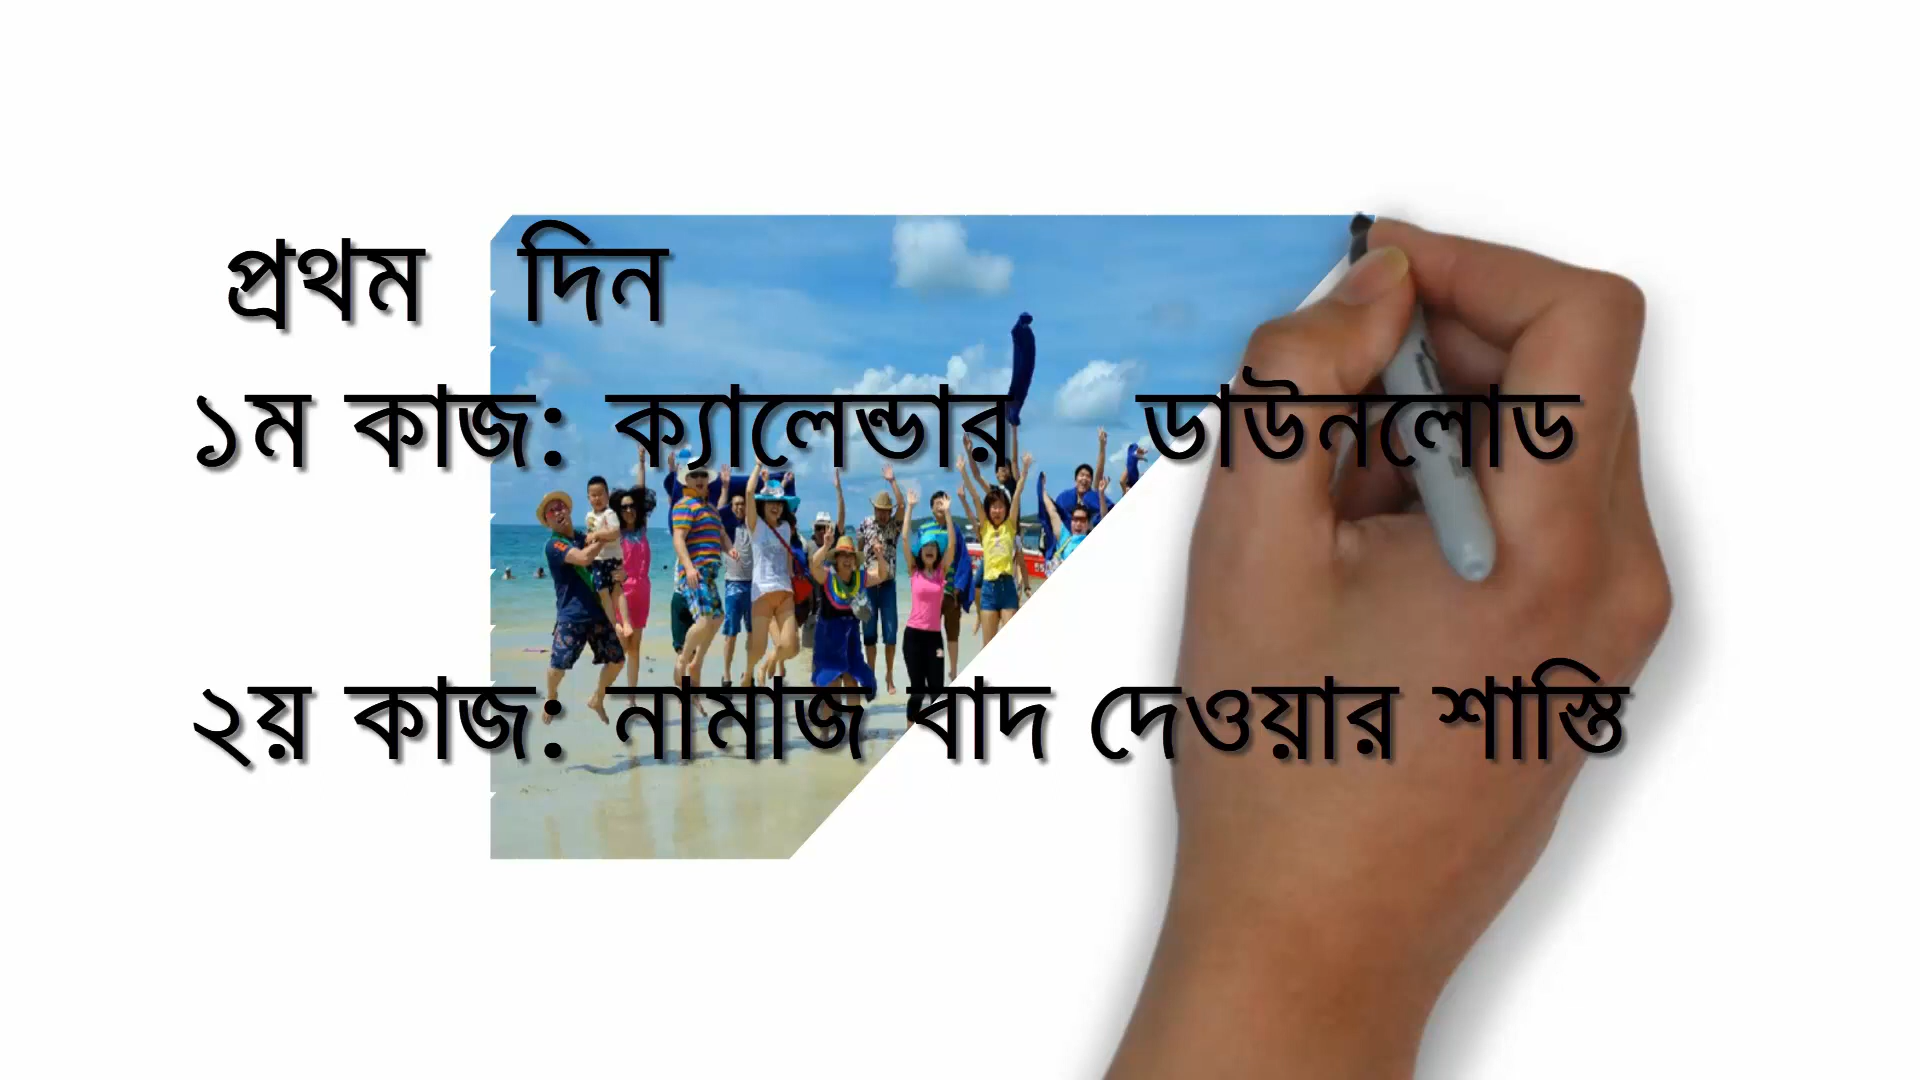 প্রথম দিন
১ম কাজ: ক্যালেন্ডার ডাউনলোড
২য় কাজ: নামাজ বাদ দেওয়ার শাস্তি